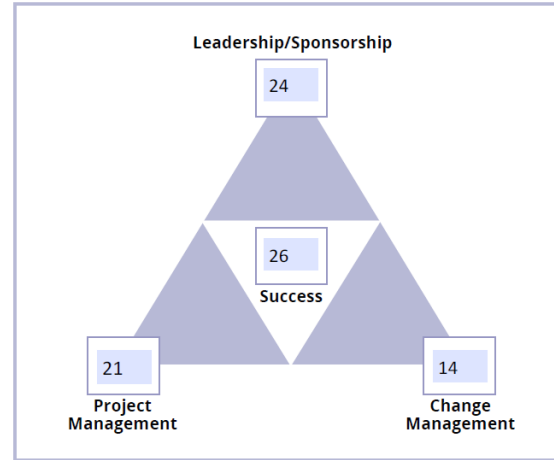 Leadership/Sponsorship
24
26
Success
21
14
Project
Management
Change
Management